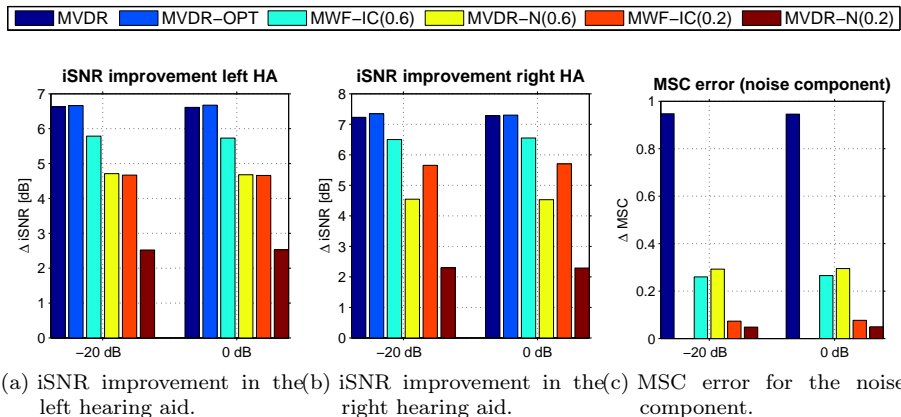 MVDR MVDR−OPT MWF−IC(0.6) MVDR−N(0.6) MWF−IC(0.2) MVDR−N(0.2)
iSNR improvement left HA
Δ iSNR [dB]
7
6
5
4
3
2
1
0
−20 dB 0 dB
(a) iSNR improvement in the
left hearing aid.
iSNR improvement right HA
Δ iSNR [dB]
8
7
6
5
4
3
2
1
0
−20 dB 0 dB
(b) iSNR improvement in the
right hearing aid.
MSC error (noise component)
Δ MSC
1
0.8
0.6
0.4
0.2
0
−20 dB 0 dB
(c) MSC error for the noise
component.